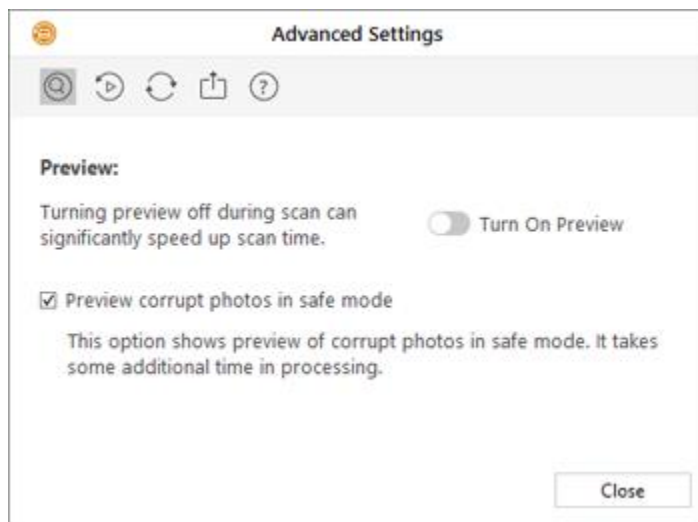 Advanced Settings
?
Preview:
Turning preview off during scan can
significantly speed up scan time.
Turn On Preview
Preview corrupt photos in safe mode
This option shows preview of corrupt photos in safe mode. It takes
some additional time in processing.
Close